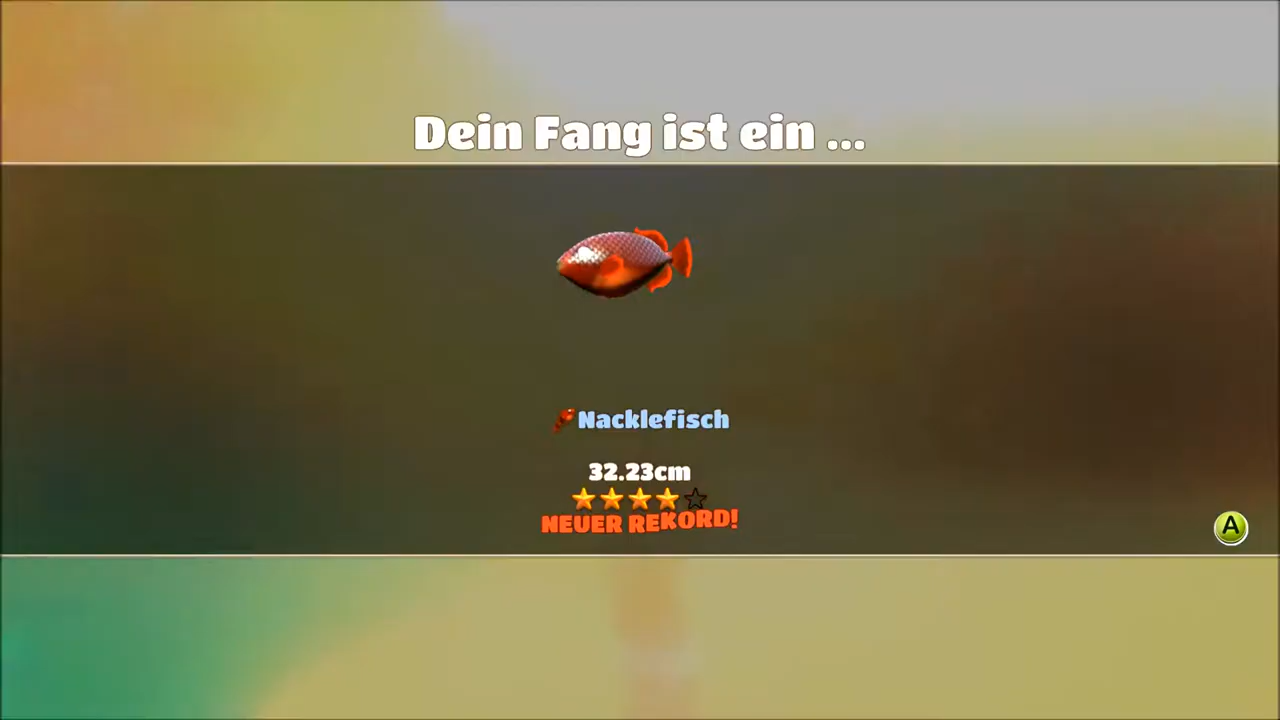 Dein Fang ist ein ...
Nacklefisch
32.23cm
NEUER REKORD!
A